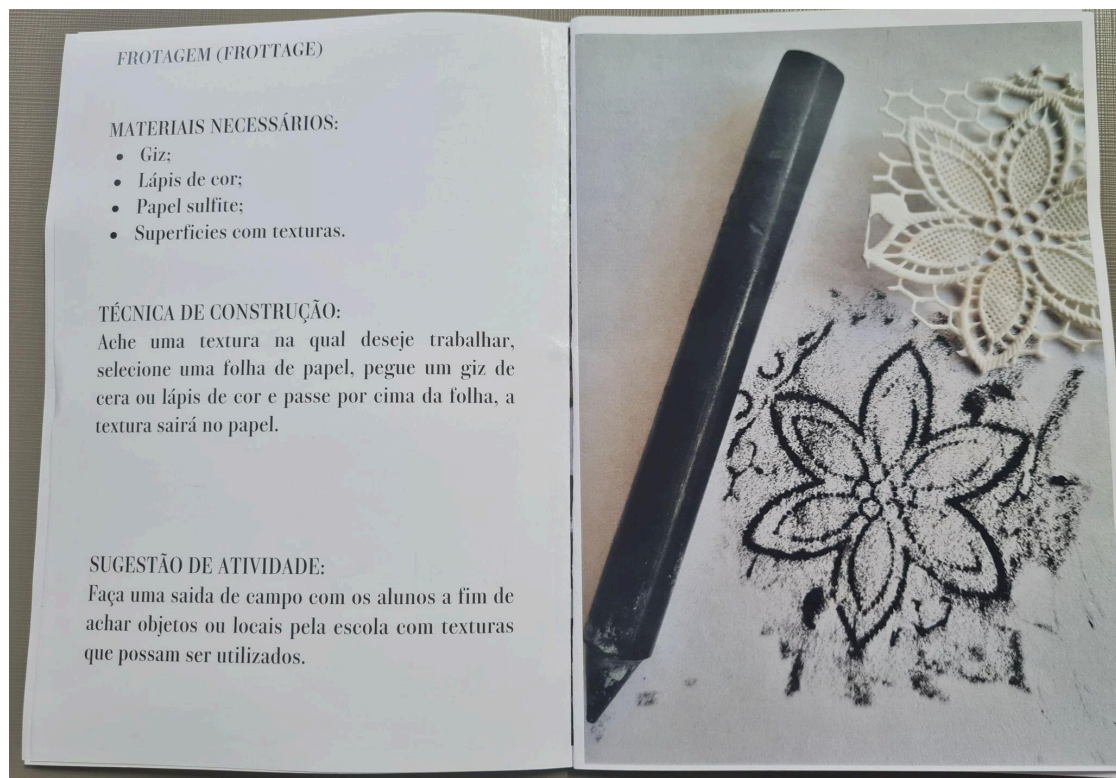 FROTAGEM (FROTTAGE)
MATERIAIS NECESSÁRIOS:
• Giz;
• Lápis de cor;
• Papel sulfite;
• Superfícies com texturas.
TÉCNICA DE CONSTRUÇÃO:
Ache uma textura na qual deseje trabalhar,
selecione uma folha de papel, pegue um giz de
cera ou lápis de cor e passe por cima da folha, a
textura sairá no papel.
SUGESTÃO DE ATIVIDADE:
Faça uma saida de campo com os alunos a fim de
achar objetos ou locais pela escola com texturas
que possam ser utilizados.